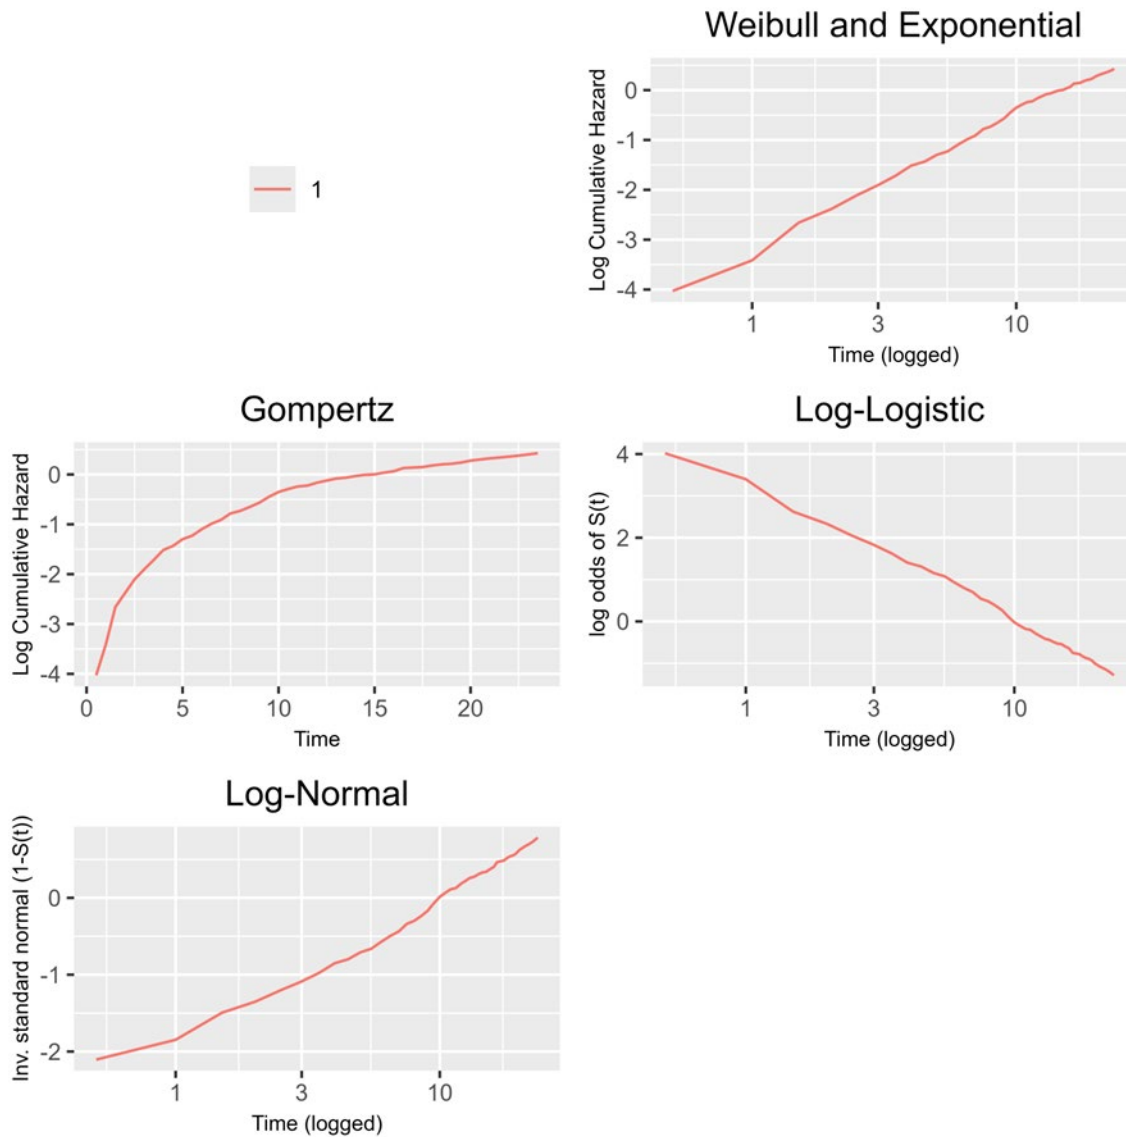 1
Weibull and Exponential
Log Cumulative Hazard
0
-1
-2
-3
-4
1 3 10
Time (logged)
Gompertz
Log Cumulative Hazard
0
-1
-2
-3
-4
0 5 10 15 20
Time
Log-Logistic
log odds of S(t)
4
2
0
1 3 10
Time (logged)
Log-Normal
Inv. standard normal (1-S(t))
0
-1
-2
1 3 10
Time (logged)